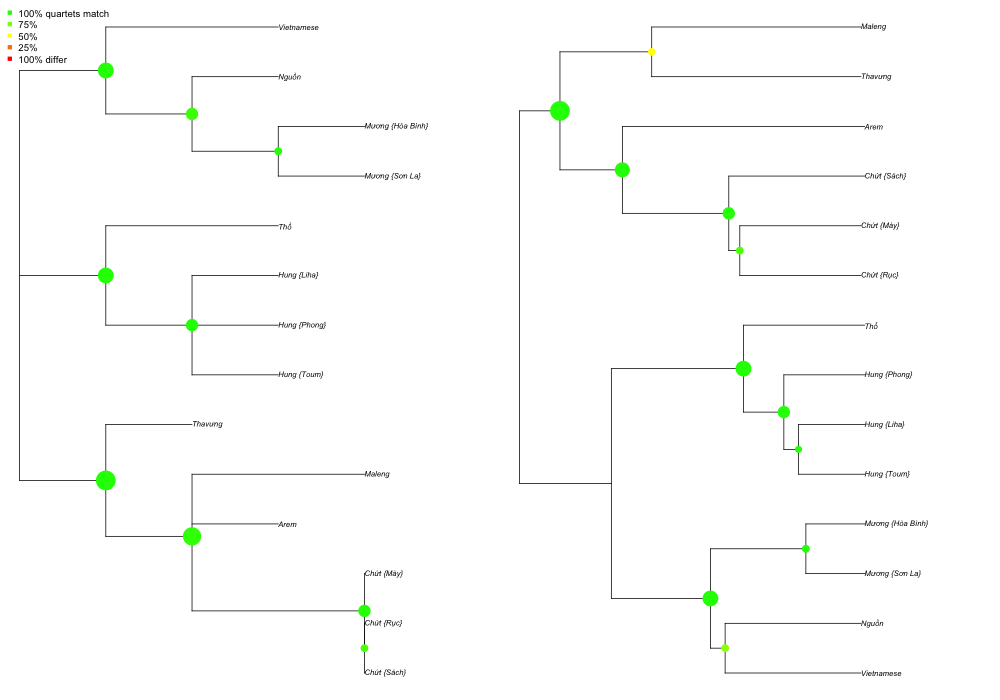 100% quartets match
75%
50%
25%
100% differ
Vietnamese
Nguồn
Mương {Hòa Bình}
Mương {Sơn La}
Thổ
Hung {Liha}
Hung {Phong}
Hung {Toum}
Thavung
Maleng
Arem
Chứt {Mày}
Chứt {Rục}
Chứt {Sách}
Maleng
Thavung
Arem
Chứt {Sách}
Chứt {Mày}
Chứt {Rục}
Thổ
Hung {Phong}
Hung {Liha}
Hung {Toum}
Mương {Hòa Bình}
Mương {Sơn La}
Nguồn
Vietnamese